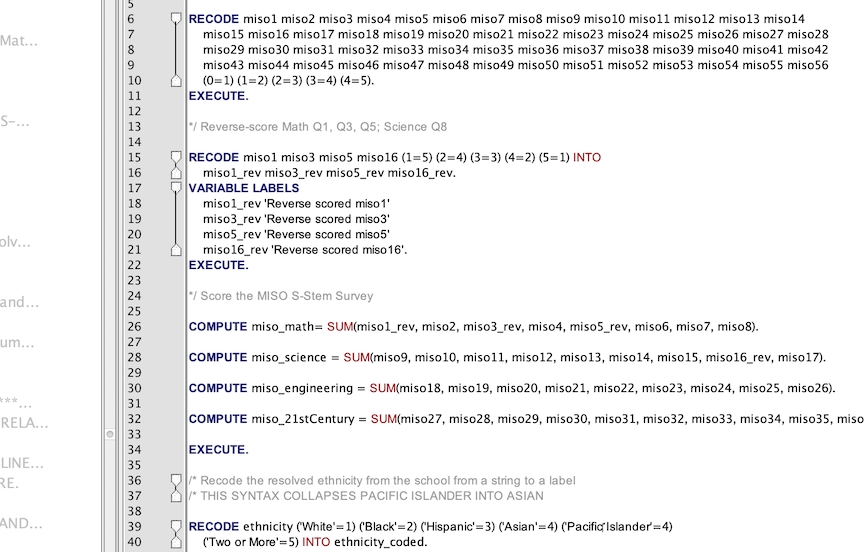 Mat...
S-...
olv...
and...
um...
***...
RELA...
LINE...
RE.
AND...
5
6 RECODE miso1 miso2 miso3 miso4 miso5 miso6 miso7 miso8 miso9 miso10 miso11 miso12 miso13 miso14
7 miso15 miso16 miso17 miso18 miso19 miso20 miso21 miso22 miso23 miso24 miso25 miso26 miso27 miso28
8 miso29 miso30 miso31 miso32 miso33 miso34 miso35 miso36 miso37 miso38 miso39 miso40 miso41 miso42
9 miso43 miso44 miso45 miso46 miso47 miso48 miso49 miso50 miso51 miso52 miso53 miso54 miso55 miso56
10 (0=1) (1=2) (2=3) (3=4) (4=5).
11 EXECUTE.
12
13 */ Reverse-score Math Q1, Q3, Q5; Science Q8
14
15 RECODE miso1 miso3 miso5 miso16 (1=5) (2=4) (3=3) (4=2) (5=1) INTO
16 miso1_rev miso3_rev miso5_rev miso16_rev.
17 VARIABLE LABELS
18 miso1_rev 'Reverse scored miso1'
19 miso3_rev 'Reverse scored miso3'
20 miso5_rev 'Reverse scored miso5'
21 miso16_rev 'Reverse scored miso16'.
22 EXECUTE.
23
24 */ Score the MISO S-Stem Survey
25
26 COMPUTE miso_math= SUM(miso1_rev, miso2, miso3_rev, miso4, miso5_rev, miso6, miso7, miso8).
27
28 COMPUTE miso_science = SUM(miso9, miso10, miso11, miso12, miso13, miso14, miso15, miso16_rev, miso17).
29
30 COMPUTE miso_engineering = SUM(miso18, miso19, miso20, miso21, miso22, miso23, miso24, miso25, miso26).
31
32 COMPUTE miso_21stCentury = SUM(miso27, miso28, miso29, miso30, miso31, miso32, miso33, miso34, miso35, miso
33
34 EXECUTE.
35
36 /* Recode the resolved ethnicity from the school from a string to a label
37 /* THIS SYNTAX COLLAPSES PACIFIC ISLANDER INTO ASIAN
38
39 RECODE ethnicity ('White'=1) ('Black'=2) ('Hispanic'=3) ('Asian'=4) ('Pacific Islander'=4)
40 ('Two or More'=5) INTO ethnicity_coded.